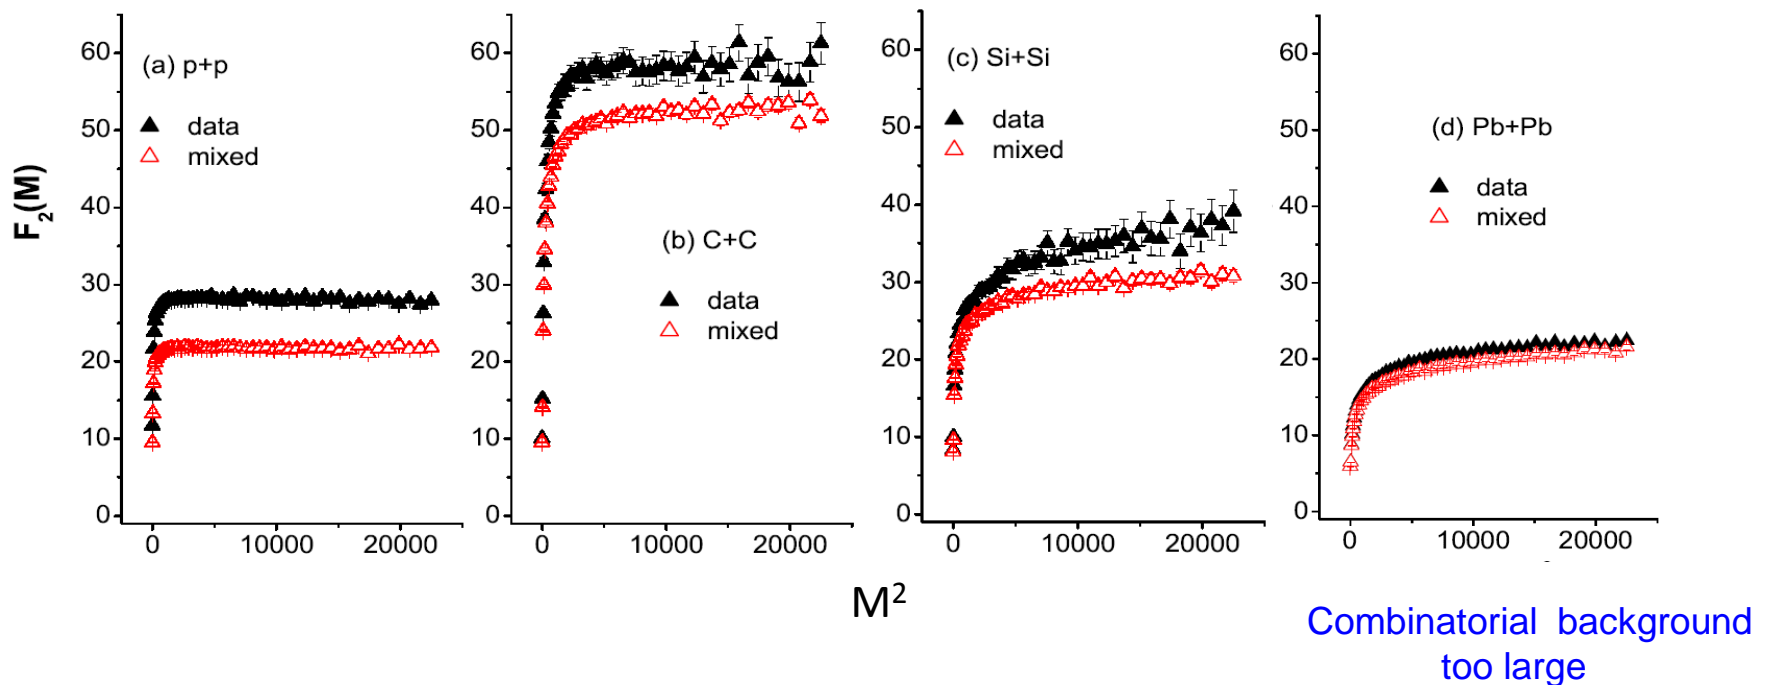 F2(M)
(a) p+p
data
mixed
60
50
40
30
20
10
0
0 10000 20000
(b) C+C
data
mixed
60
50
40
30
20
10
0
0 10000 20000
(c) Si+Si
data
mixed
60
50
40
30
20
10
0
0 10000 20000
(d) Pb+Pb
data
mixed
60
50
40
30
20
10
0
0 10000 20000
M²
Combinatorial background
too large